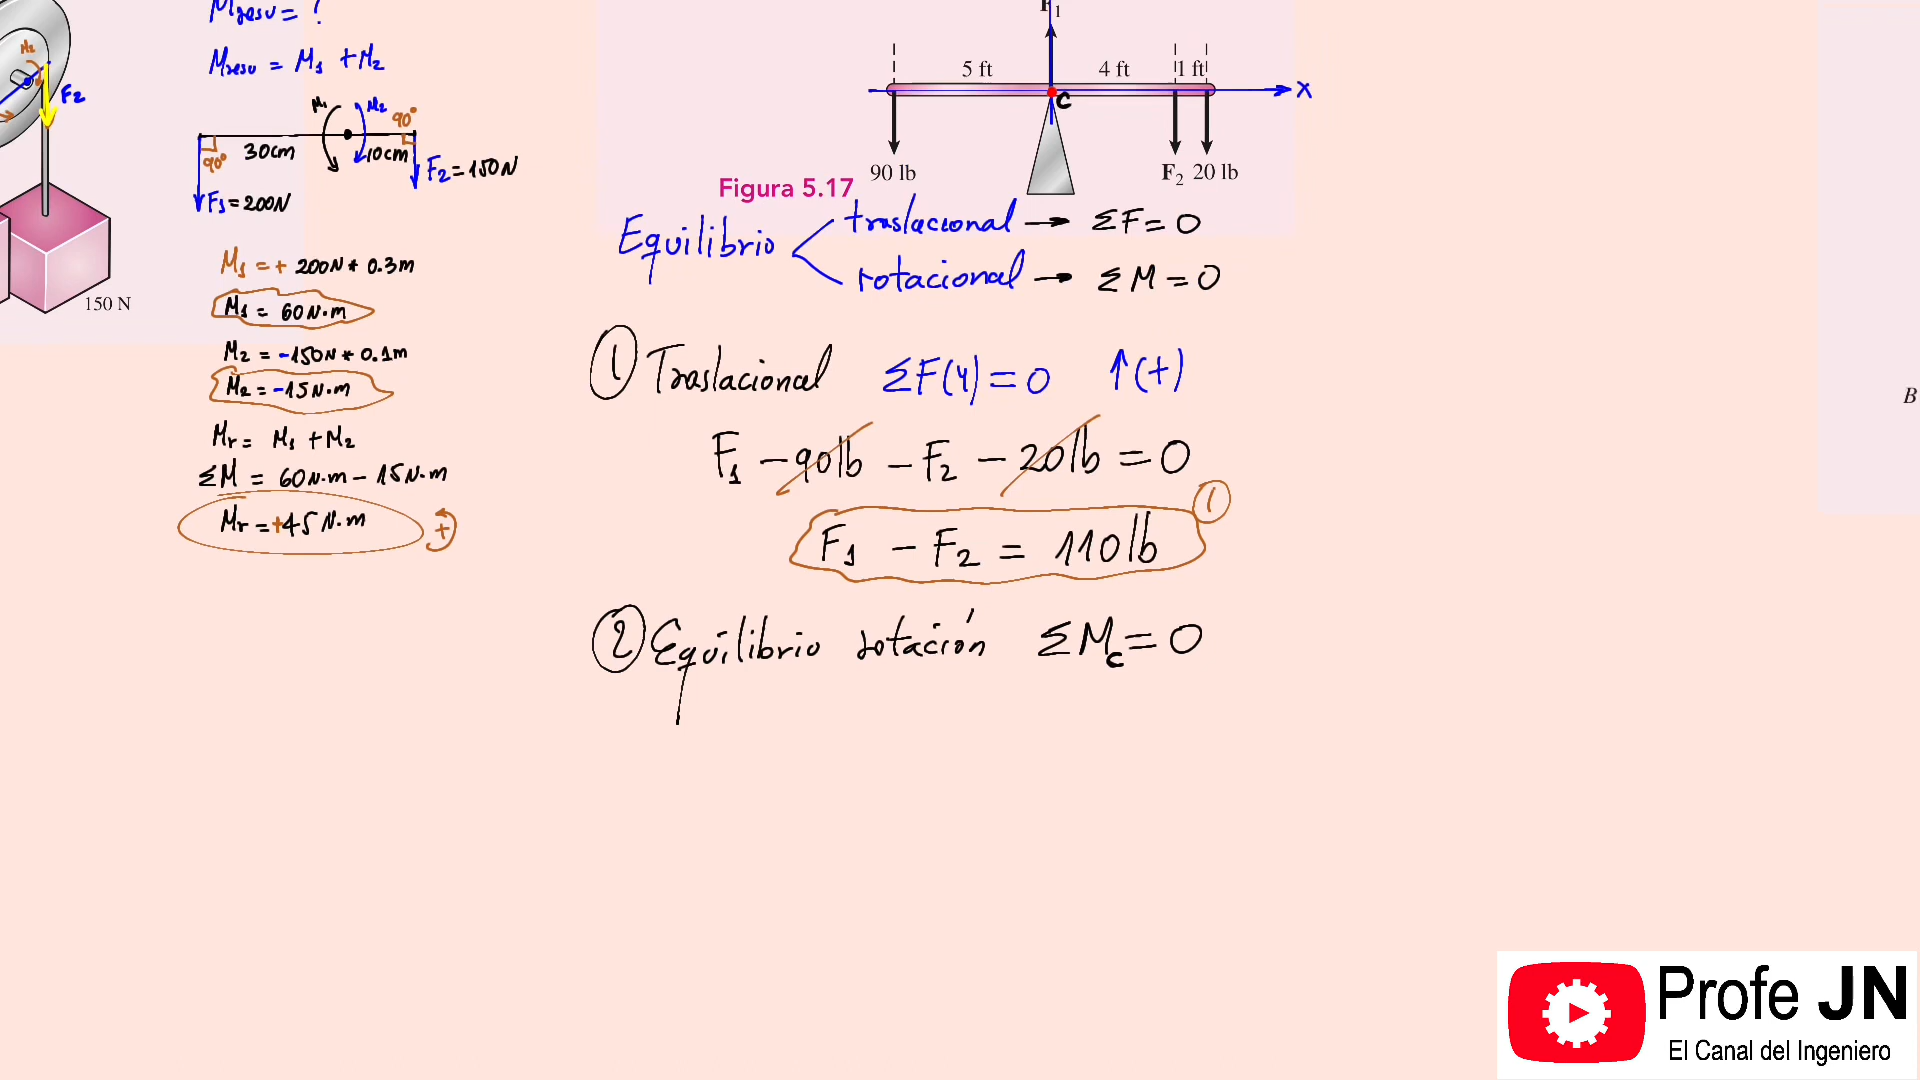 Mresu = ?
Mresu = M1 + M2
M2
F2
M1 M2
90° 30cm 10cm 90°
F1 = 200N
F2 = 150N
150 N
M1 = + 200N * 0.3m
M1 = 60N·m
M2 = -150N * 0.1m
M2 = -15N·m
Mr = M1 + M2
ΣM = 60N·m - 15N·m
Mr = +45N·m +
F1
5 ft 4 ft 1 ft
C x
90 lb F2 20 lb
Figura 5.17
Equilibrio
traslacional → ΣF = 0
rotacional → ΣM = 0
① Traslacional ΣF(y) = 0 ↑(+)
F1 - 90lb - F2 - 20lb = 0
F1 - F2 = 110lb ①
② Equilibrio rotación ΣMc = 0
B
Profe JN
El Canal del Ingeniero